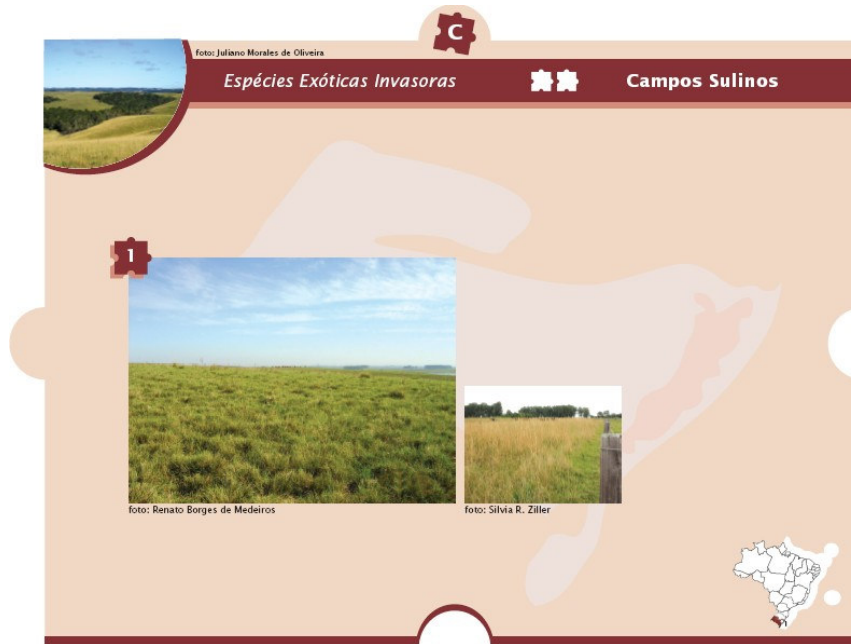 C
foto: Juliano Morales de Oliveira
Espécies Exóticas Invasoras
Campos Sulinos
1
foto: Renato Borges de Medeiros
foto: Silvia R. Ziller